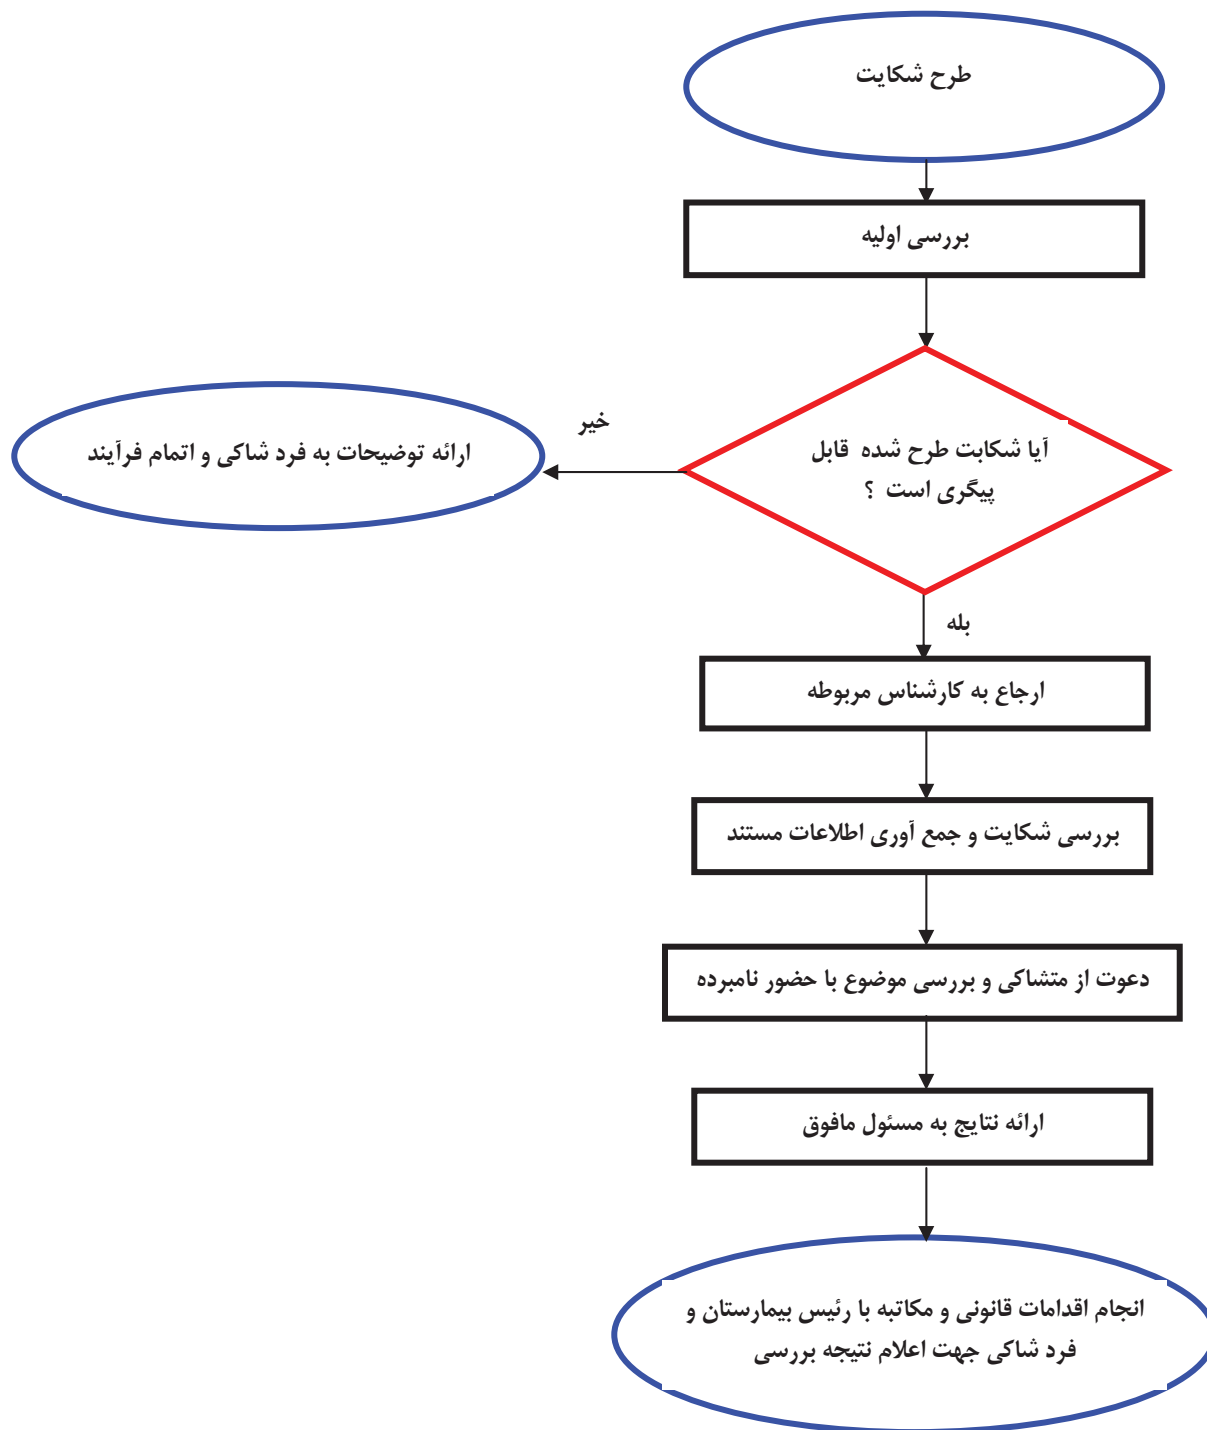 طرح شکایت
بررسی اولیه
آیا شکابت طرح شده قابل
پیگری است ؟
خیر
ارائه توضیحات به فرد شاکی و اتمام فرآیند
بله
ارجاع به کارشناس مربوطه
بررسی شکایت و جمع آوری اطلاعات مستند
دعوت از متشاکی و بررسی موضوع با حضور نامبرده
ارائه نتایج به مسئول مافوق
انجام اقدامات قانونی و مکاتبه با رئیس بیمارستان و
فرد شاکی جهت اعلام نتیجه بررسی